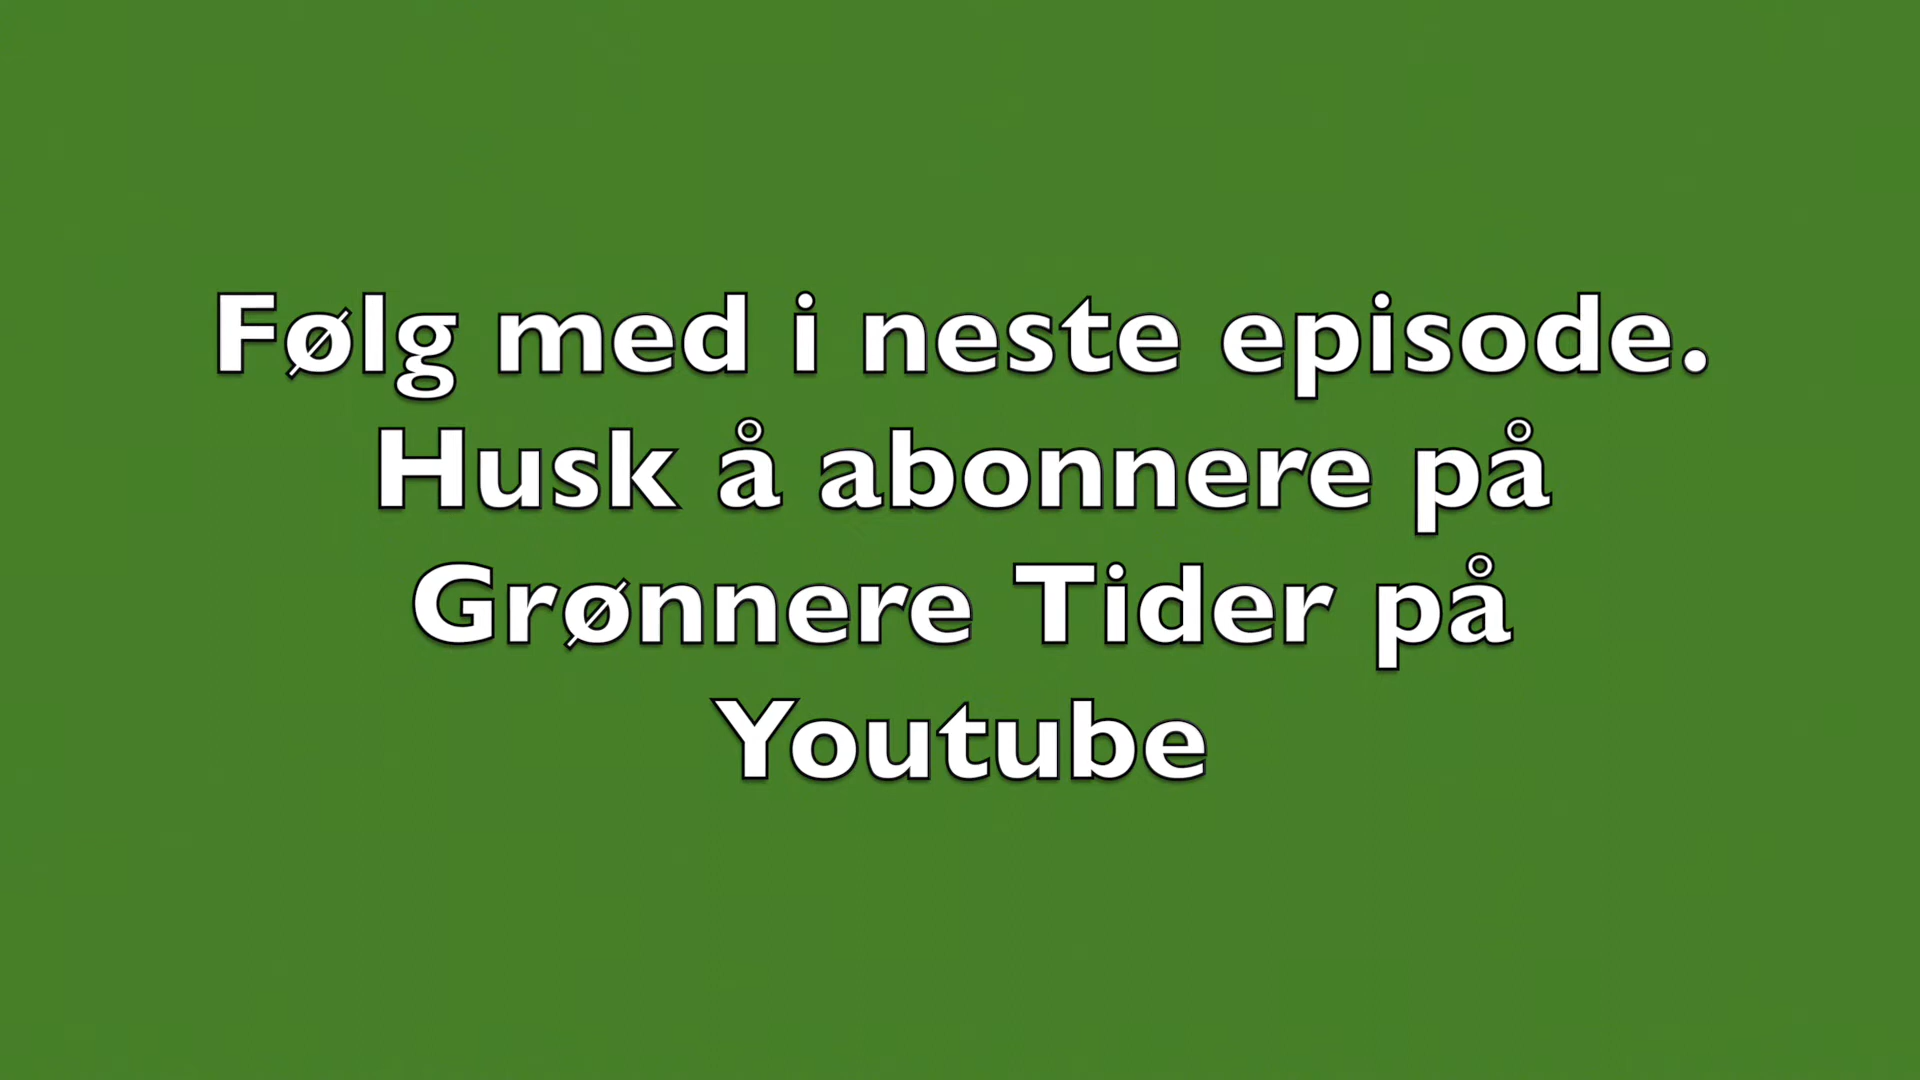 Følg med i neste episode.
Husk å abonnere på
Grønnere Tider på
Youtube